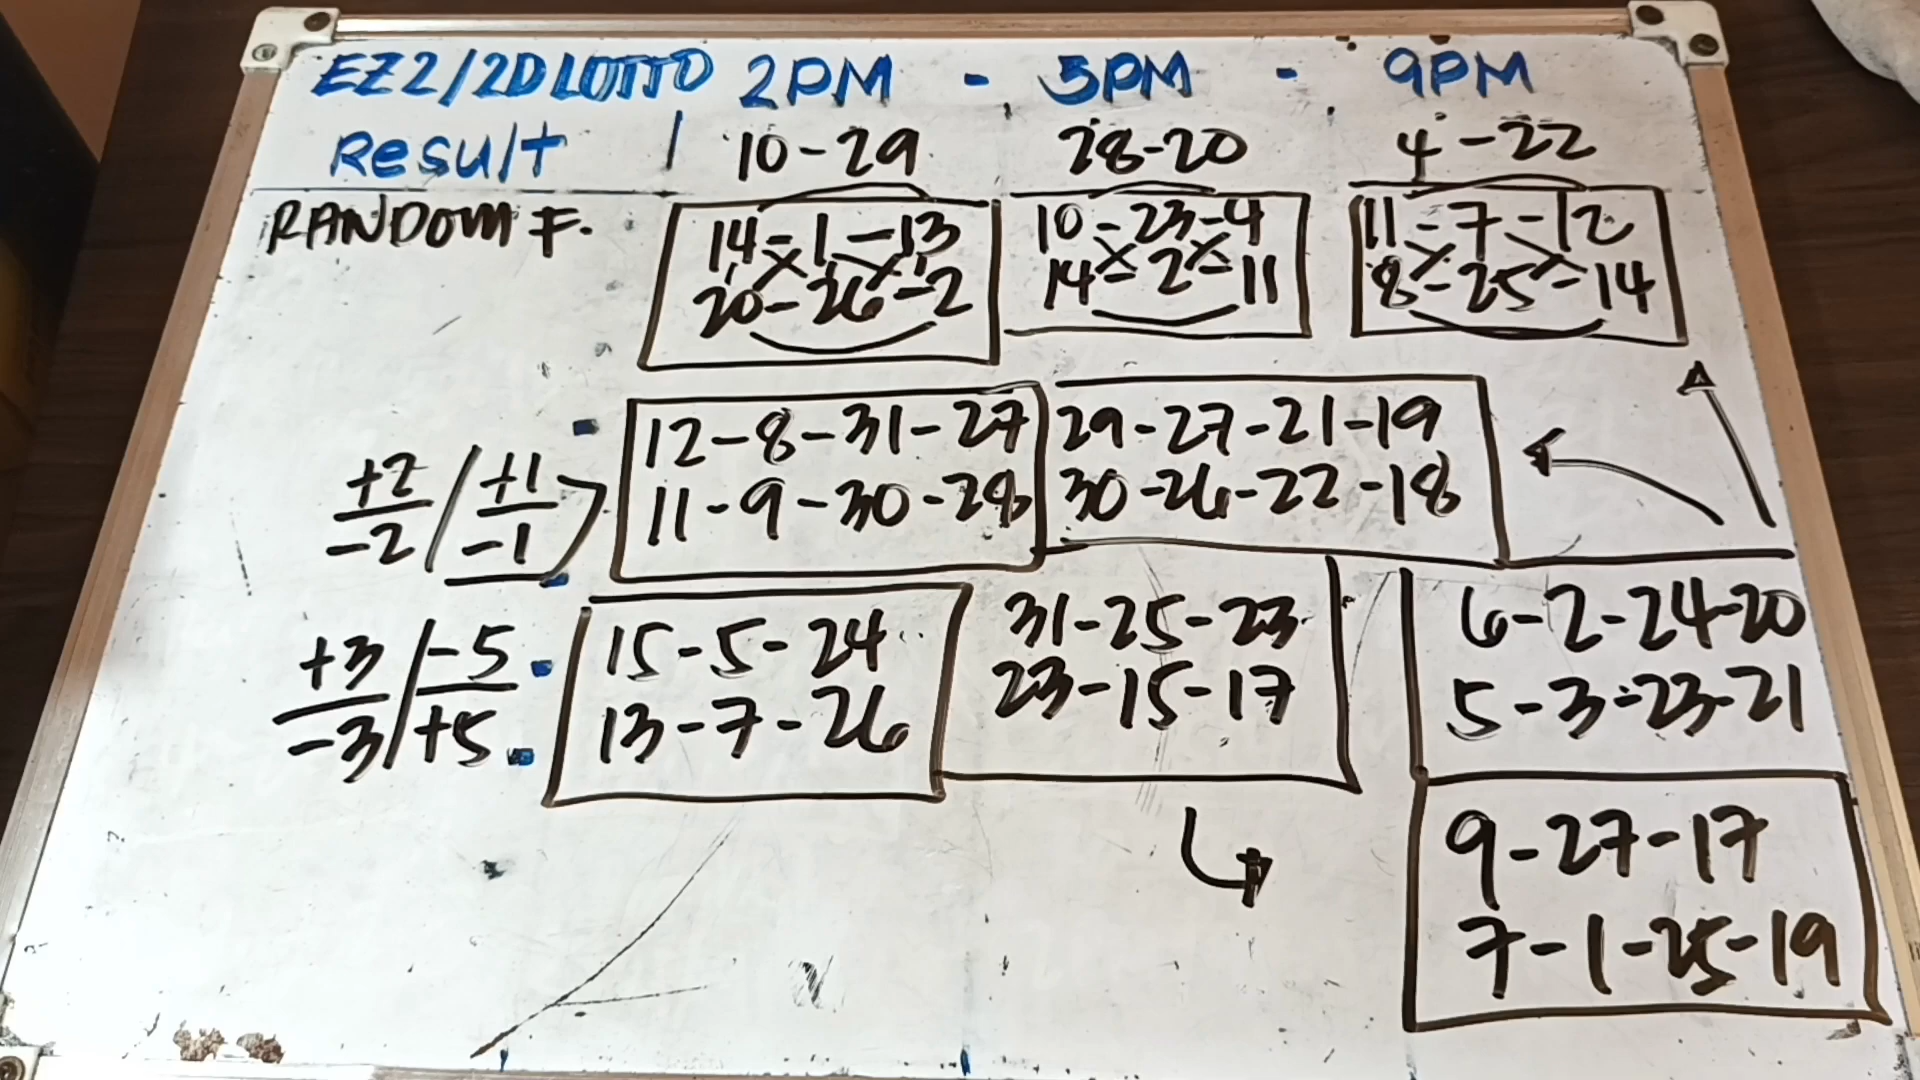 EZ2/2D LOTTO 2PM - 5PM - 9PM
Result | 10-29 28-20 4-22
RANDOM F. 14-1-13 10-23-4 11-7-12
20-26-2 14-2-11 8-25-14
12-8-31-27 29-27-21-19
+2/-2 / +1/-1
11-9-30-28 30-26-22-18
15-5-24 31-25-23 6-2-24-20
+3/-3 / -5/+5
13-7-26 23-15-17 5-3-23-21
9-27-17
7-1-25-19